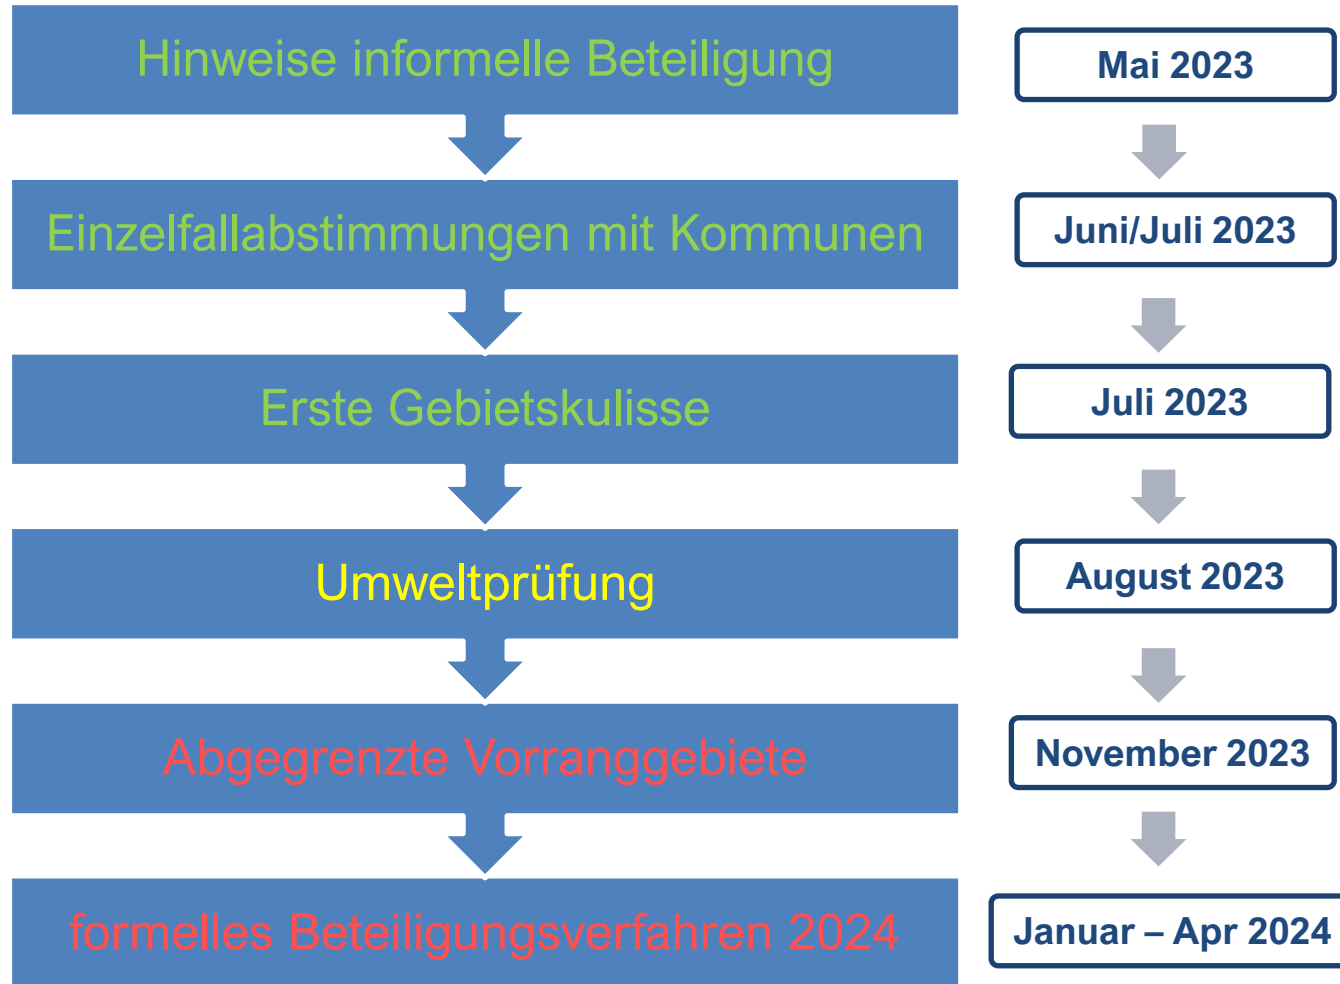 Hinweise informelle Beteiligung
Mai 2023
Einzelfallabstimmungen mit Kommunen
Juni/Juli 2023
Erste Gebietskulisse
Juli 2023
Umweltprüfung
August 2023
Abgegrenzte Vorranggebiete
November 2023
formelles Beteiligungsverfahren 2024
Januar – Apr 2024